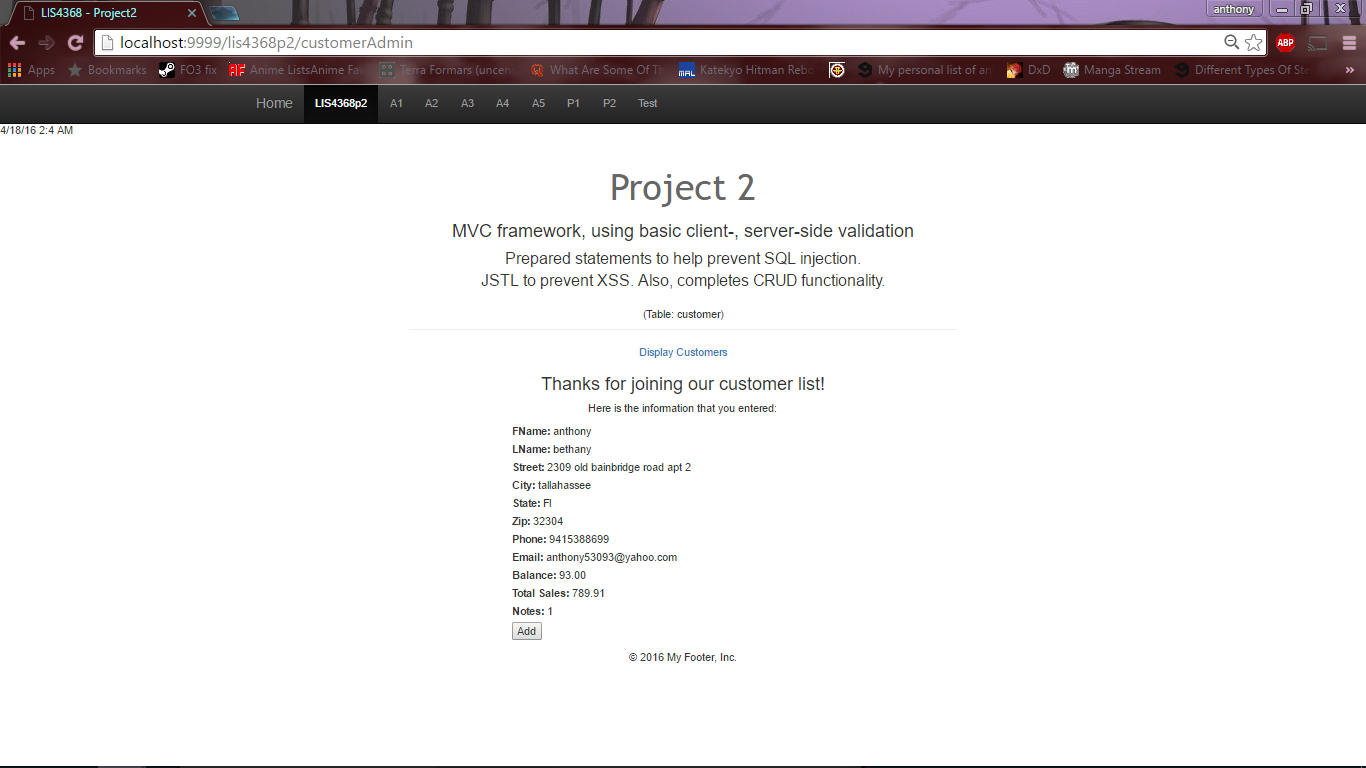 LIS4368 - Project2
anthony
localhost:9999/lis4368p2/customerAdmin
ABP
Apps Bookmarks FO3 fix Anime ListsAnime Fav Terra Formars (uncens What Are Some Of Th MAL Katekyo Hitman Rebo My personal list of an DxD Manga Stream Different Types Of Ste »
Home LIS4368p2 A1 A2 A3 A4 A5 P1 P2 Test
4/18/16 2:4 AM
Project 2
MVC framework, using basic client-, server-side validation
Prepared statements to help prevent SQL injection.
JSTL to prevent XSS. Also, completes CRUD functionality.
(Table: customer)
Display Customers
Thanks for joining our customer list!
Here is the information that you entered:
FName: anthony
LName: bethany
Street: 2309 old bainbridge road apt 2
City: tallahassee
State: Fl
Zip: 32304
Phone: 9415388699
Email: anthony53093@yahoo.com
Balance: 93.00
Total Sales: 789.91
Notes: 1
Add
© 2016 My Footer, Inc.